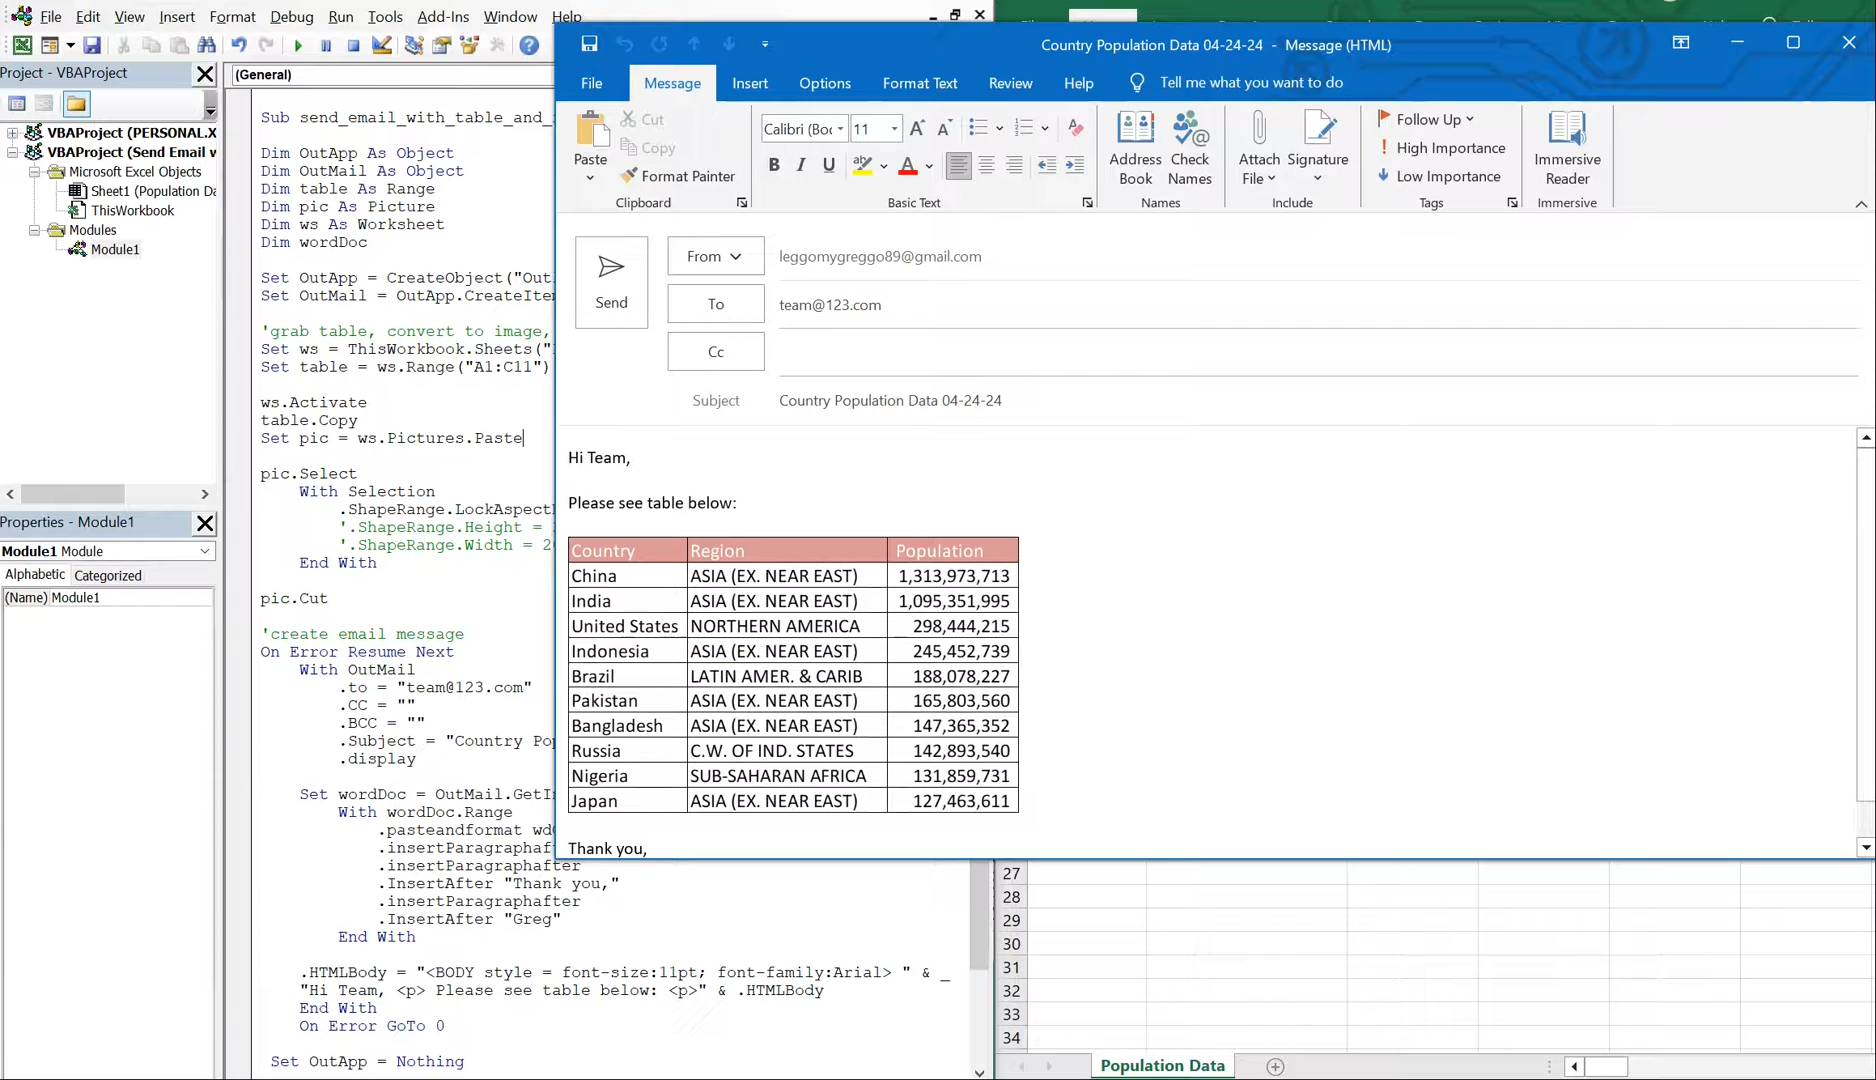 File Edit View Insert Format Debug Run Tools Add-Ins Window Help
Project - VBAProject
VBAProject (PERSONAL.X
VBAProject (Send Email w
Microsoft Excel Objects
Sheet1 (Population Da
ThisWorkbook
Modules
Module1
Properties - Module1
Module1 Module
Alphabetic Categorized
(Name) Module1
(General)
Sub send_email_with_table_and_
Dim OutApp As Object
Dim OutMail As Object
Dim table As Range
Dim pic As Picture
Dim ws As Worksheet
Dim wordDoc
Set OutApp = CreateObject("Out
Set OutMail = OutApp.CreateItem
'grab table, convert to image,
Set ws = ThisWorkbook.Sheets("
Set table = ws.Range("A1:C11")
ws.Activate
table.Copy
Set pic = ws.Pictures.Paste
pic.Select
With Selection
.ShapeRange.LockAspect
'.ShapeRange.Height =
'.ShapeRange.Width = 2
End With
pic.Cut
'create email message
On Error Resume Next
With OutMail
.to = "team@123.com"
.CC = ""
.BCC = ""
.Subject = "Country Pop
.display
Set wordDoc = OutMail.GetIn
With wordDoc.Range
.pasteandformat wd
.insertParagraphaf
.insertParagraphafter
.InsertAfter "Thank you,"
.insertParagraphafter
.InsertAfter "Greg"
End With
.HTMLBody = "<BODY style = font-size:11pt; font-family:Arial> " & _
"Hi Team, <p> Please see table below: <p>" & .HTMLBody
End With
On Error GoTo 0
Set OutApp = Nothing
Country Population Data 04-24-24 - Message (HTML)
File Message Insert Options Format Text Review Help Tell me what you want to do
Paste
Cut
Copy
Format Painter
Clipboard
Calibri (Boc 11
B I U ab A
Basic Text
Address Book
Check Names
Names
Attach File
Signature
Include
Follow Up
High Importance
Low Importance
Tags
Immersive Reader
Immersive
Send
From leggomygreggo89@gmail.com
To team@123.com
Cc
Subject Country Population Data 04-24-24
Hi Team,
Please see table below:
Country Region Population
China ASIA (EX. NEAR EAST) 1,313,973,713
India ASIA (EX. NEAR EAST) 1,095,351,995
United States NORTHERN AMERICA 298,444,215
Indonesia ASIA (EX. NEAR EAST) 245,452,739
Brazil LATIN AMER. & CARIB 188,078,227
Pakistan ASIA (EX. NEAR EAST) 165,803,560
Bangladesh ASIA (EX. NEAR EAST) 147,365,352
Russia C.W. OF IND. STATES 142,893,540
Nigeria SUB-SAHARAN AFRICA 131,859,731
Japan ASIA (EX. NEAR EAST) 127,463,611
Thank you,
27
28
29
30
31
32
33
34
Population Data